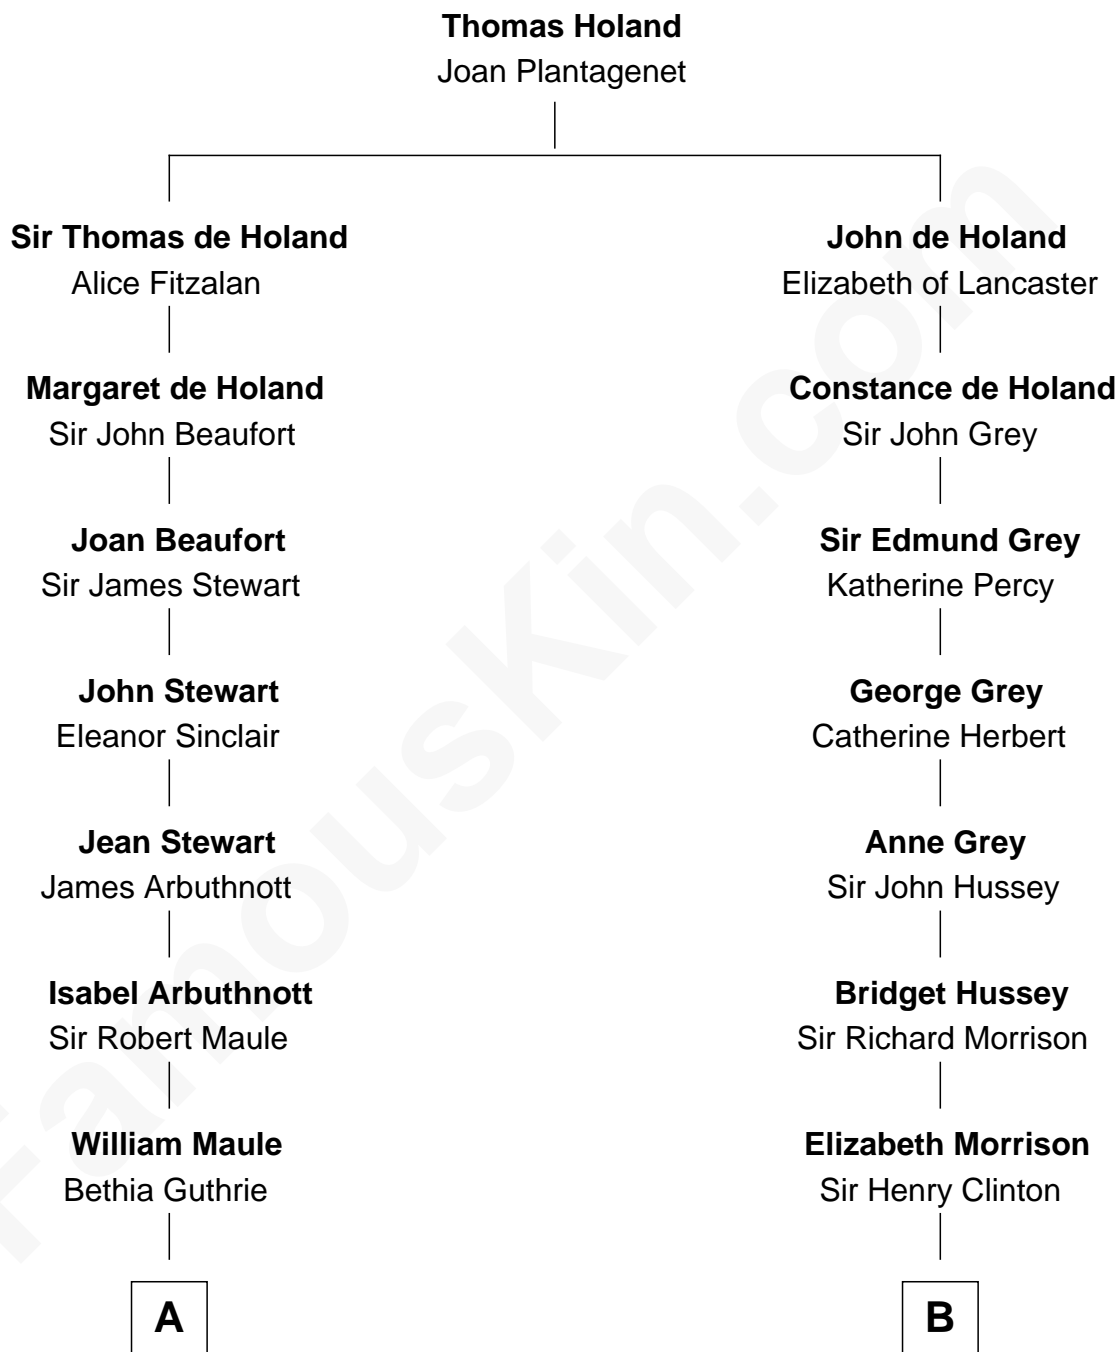 Thomas Holand
Joan Plantagenet
Sir Thomas de Holand
Alice Fitzalan
Margaret de Holand
Sir John Beaufort
Joan Beaufort
Sir James Stewart
John Stewart
Eleanor Sinclair
Jean Stewart
James Arbuthnott
Isabel Arbuthnott
Sir Robert Maule
William Maule
Bethia Guthrie
A
John de Holand
Elizabeth of Lancaster
Constance de Holand
Sir John Grey
Sir Edmund Grey
Katherine Percy
George Grey
Catherine Herbert
Anne Grey
Sir John Hussey
Bridget Hussey
Sir Richard Morrison
Elizabeth Morrison
Sir Henry Clinton
B
FamousKin.com